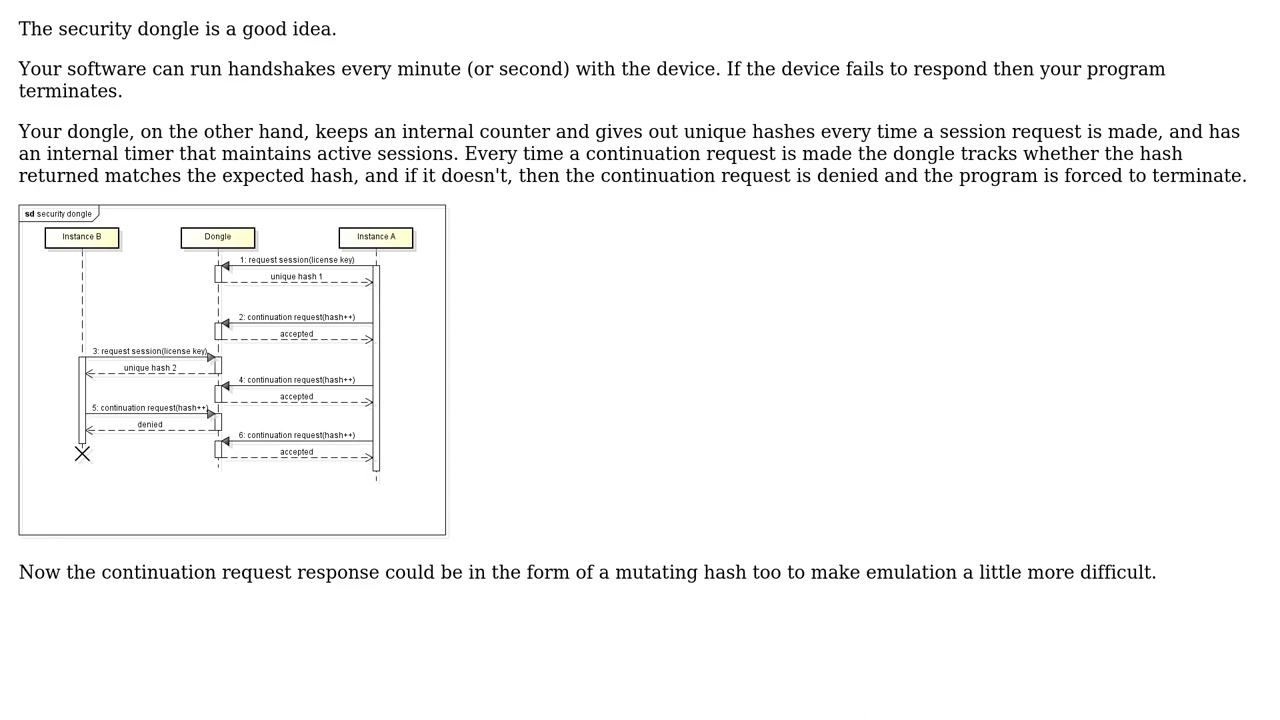 The security dongle is a good idea.
Your software can run handshakes every minute (or second) with the device. If the device fails to respond then your program
terminates.
Your dongle, on the other hand, keeps an internal counter and gives out unique hashes every time a session request is made, and has
an internal timer that maintains active sessions. Every time a continuation request is made the dongle tracks whether the hash
returned matches the expected hash, and if it doesn't, then the continuation request is denied and the program is forced to terminate.
sd security dongle
Instance B
Dongle
Instance A
1: request session(license key)
unique hash 1
2: continuation request(hash++)
accepted
3: request session(license key)
unique hash 2
4: continuation request(hash++)
accepted
5: continuation request(hash++)
denied
6: continuation request(hash++)
accepted
Now the continuation request response could be in the form of a mutating hash too to make emulation a little more difficult.